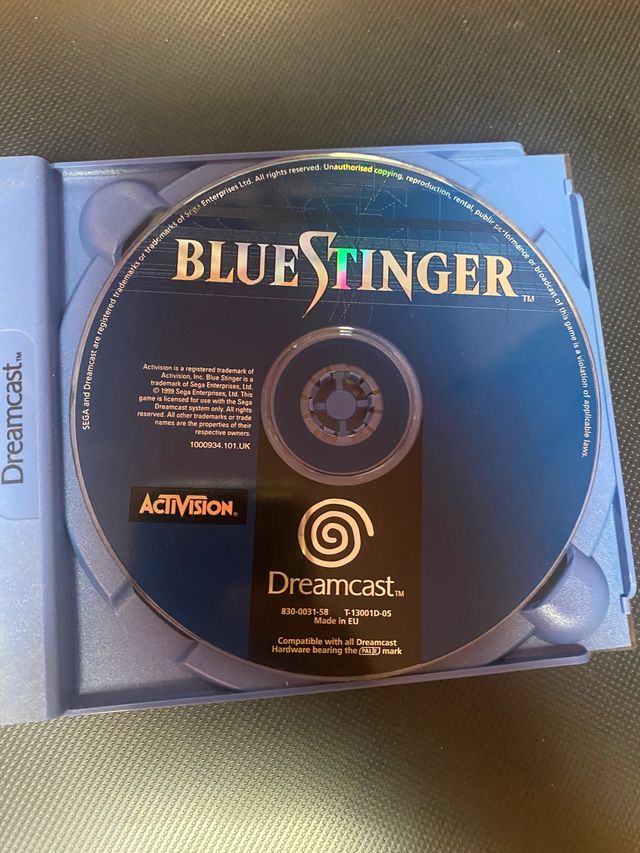 SEGA and Dreamcast are registered trademarks or trademarks of Sega Enterprises Ltd. All rights reserved. Unauthorised copying, reproduction, rental, public performance or broadcast of this game is a violation of applicable laws.
BLUE STINGER TM
Activision is a registered trademark of
Activision, Inc. Blue Stinger is a
trademark of Sega Enterprises, Ltd.
© 1999 Sega Enterprises, Ltd. This
game is licensed for use with the Sega
Dreamcast system only. All rights
reserved. All other trademarks or trade
names are the properties of their
respective owners.
1000934.101.UK
Dreamcast™
ACTIVISION®
Dreamcast™
830-0031-58 T-13001D-05
Made in EU
Compatible with all Dreamcast
Hardware bearing the PAL/E mark